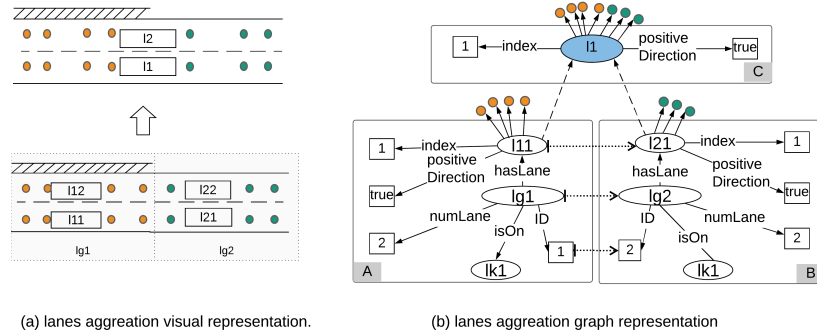 l2
l1
l12
l22
l11
l21
lg1
lg2
(a) lanes aggreation visual representation.
l1
1
index
positive
Direction
true
C
l11
1
index
positive
Direction
true
hasLane
lg1
numLane
2
isOn
ID
1
lk1
A
l21
index
1
positive
Direction
true
hasLane
lg2
ID
numLane
2
isOn
2
lk1
B
(b) lanes aggreation graph representation